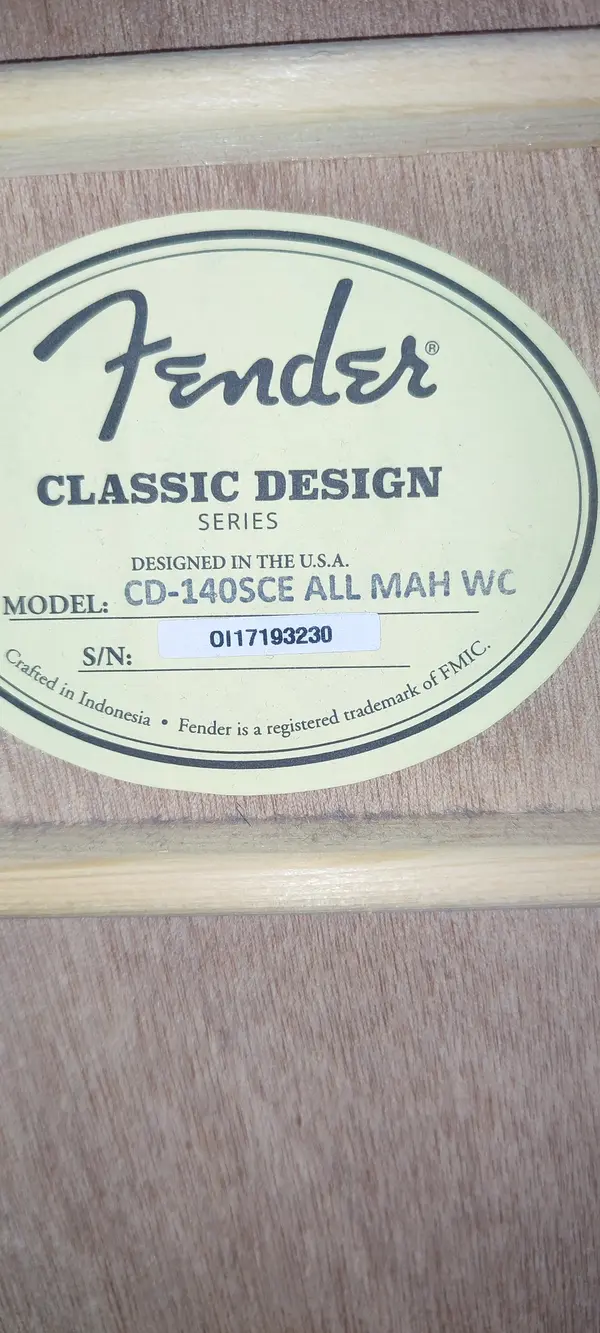 Fender®
CLASSIC DESIGN
SERIES
DESIGNED IN THE U.S.A.
MODEL: CD-140SCE ALL MAH WC
S/N: OI17193230
Crafted in Indonesia • Fender is a registered trademark of FMIC.